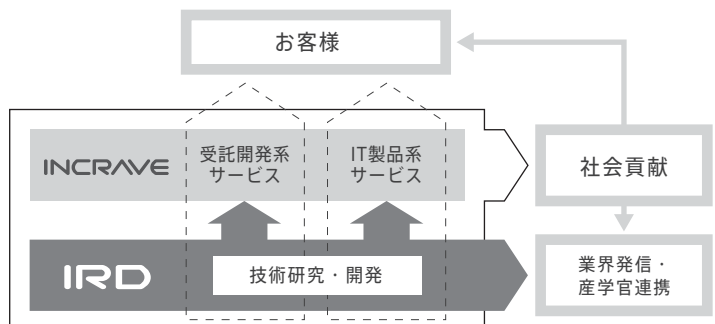 お客様
INCRAVE
受託開発系
サービス
IT製品系
サービス
社会貢献
IRD
技術研究・開発
業界発信・
産学官連携